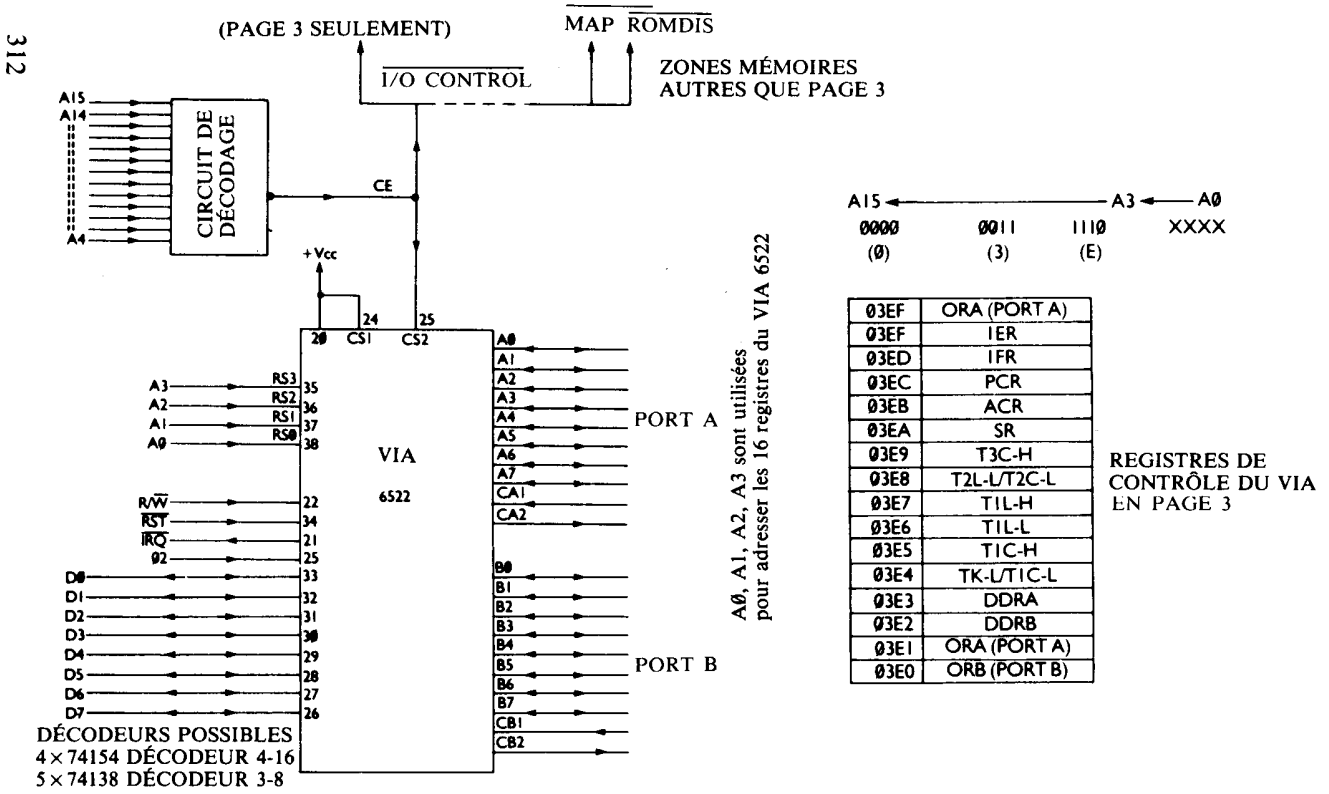 312
(PAGE 3 SEULEMENT)
MAP ROMDIS
I/O CONTROL
ZONES MÉMOIRES
AUTRES QUE PAGE 3
A15
A14
A4
CIRCUIT DE
DÉCODAGE
CE
+Vcc
24
25
20
CS1
CS2
A3
A2
A1
A0
RS3
RS2
RS1
RS0
35
36
37
38
R/W
RST
IRQ
02
22
34
21
25
D0
D1
D2
D3
D4
D5
D6
D7
33
32
31
30
29
28
27
26
VIA
6522
A0
A1
A2
A3
A4
A5
A6
A7
CA1
CA2
PORT A
B0
B1
B2
B3
B4
B5
B6
B7
CB1
CB2
PORT B
DÉCODEURS POSSIBLES
4 × 74154 DÉCODEUR 4-16
5 × 74138 DÉCODEUR 3-8
A0, A1, A2, A3 sont utilisées
pour adresser les 16 registres du VIA 6522
A15 A3 A0
0000 0011 1110 XXXX
(0) (3) (E)
03EF ORA (PORT A)
03EF IER
03ED IFR
03EC PCR
03EB ACR
03EA SR
03E9 T3C-H
03E8 T2L-L/T2C-L
03E7 T1L-H
03E6 T1L-L
03E5 T1C-H
03E4 TK-L/T1C-L
03E3 DDRA
03E2 DDRB
03E1 ORA (PORT A)
03E0 ORB (PORT B)
REGISTRES DE
CONTRÔLE DU VIA
EN PAGE 3